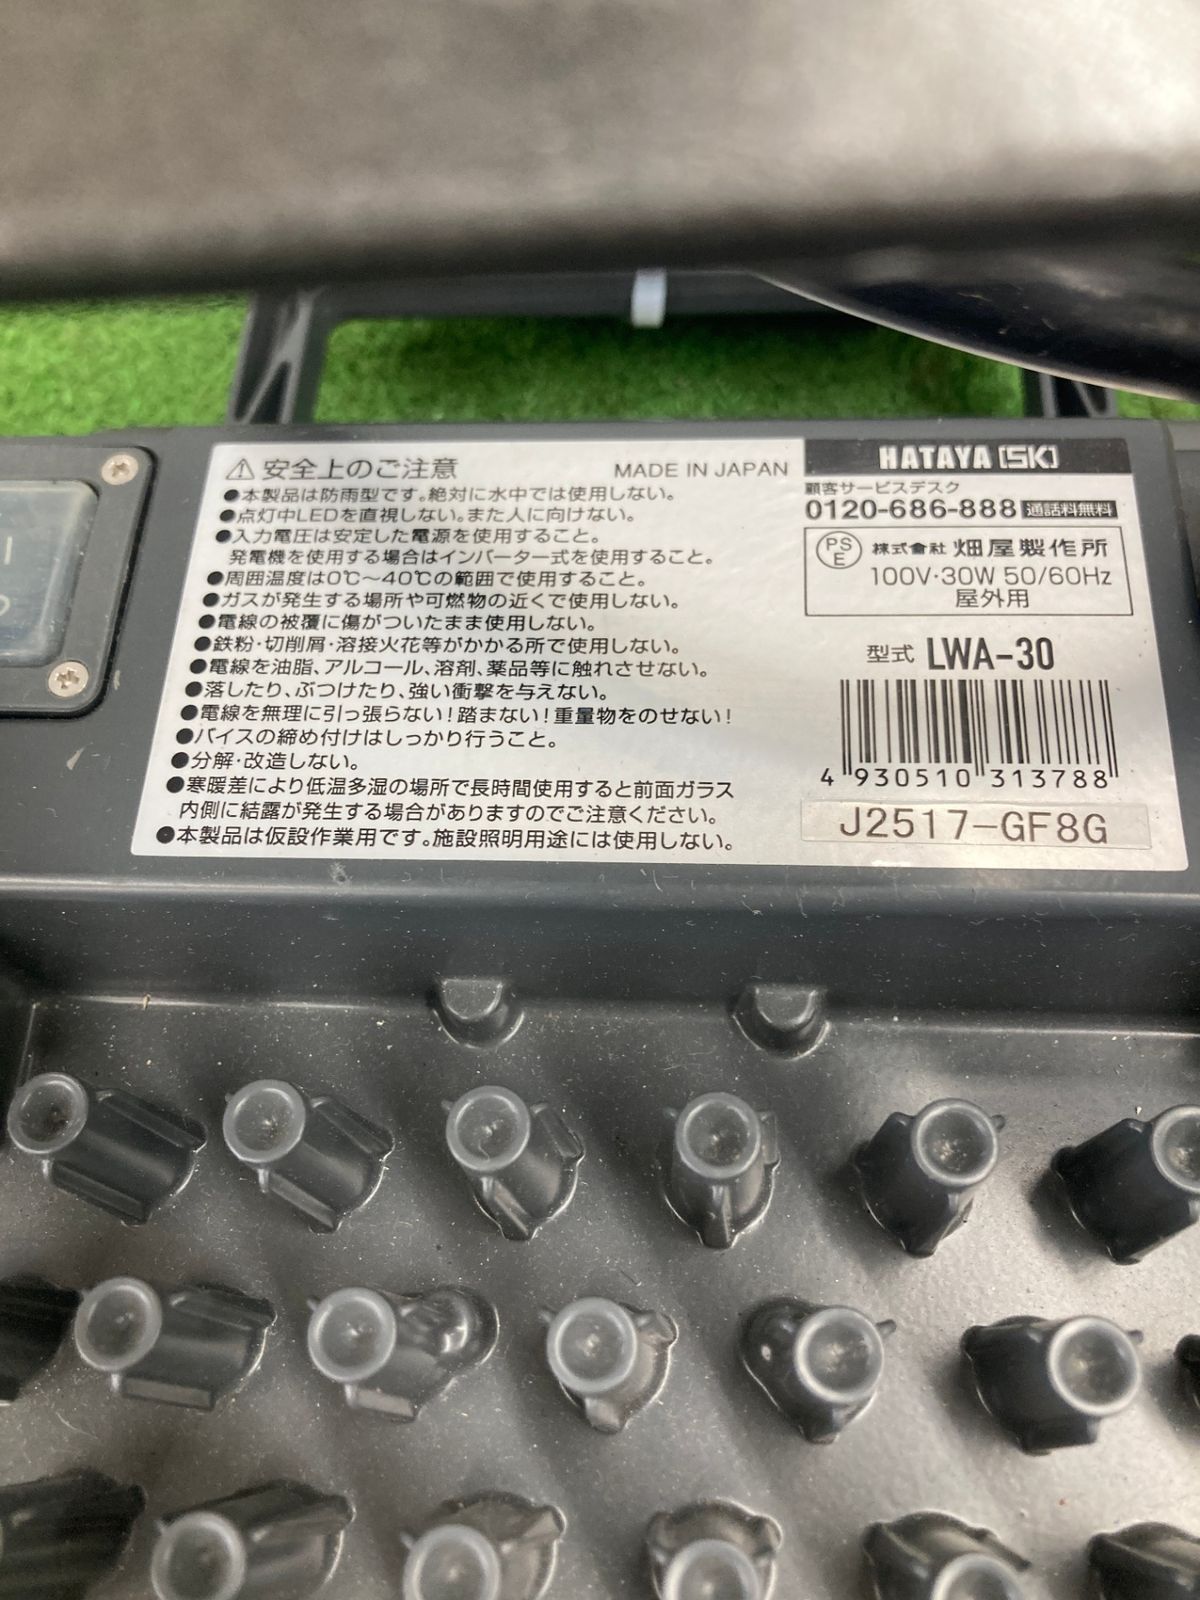 ⚠安全上のご注意
MADE IN JAPAN
●本製品は防雨型です。絶対に水中では使用しない。
●点灯中LEDを直視しない。また人に向けない。
●入力電圧は安定した電源を使用すること。
発電機を使用する場合はインバーター式を使用すること。
●周囲温度は0℃〜40℃の範囲で使用すること。
●ガスが発生する場所や可燃物の近くで使用しない。
●電線の被覆に傷がついたまま使用しない。
●鉄粉・切削屑・溶接火花等がかかる所で使用しない。
●電線を油脂、アルコール、溶剤、薬品等に触れさせない。
●落したり、ぶつけたり、強い衝撃を与えない。
●電線を無理に引っ張らない!踏まない!重量物をのせない!
●バイスの締め付けはしっかり行うこと。
●分解・改造しない。
●寒暖差により低温多湿の場所で長時間使用すると前面ガラス
内側に結露が発生する場合がありますのでご注意ください。
●本製品は仮設作業用です。施設照明用途には使用しない。
HATAYA [SK]
顧客サービスデスク
0120-686-888 通話料無料
PSE 株式會社 畑屋製作所
100V・30W 50/60Hz
屋外用
型式 LWA-30
4 930510 313788
J2517-GF8G